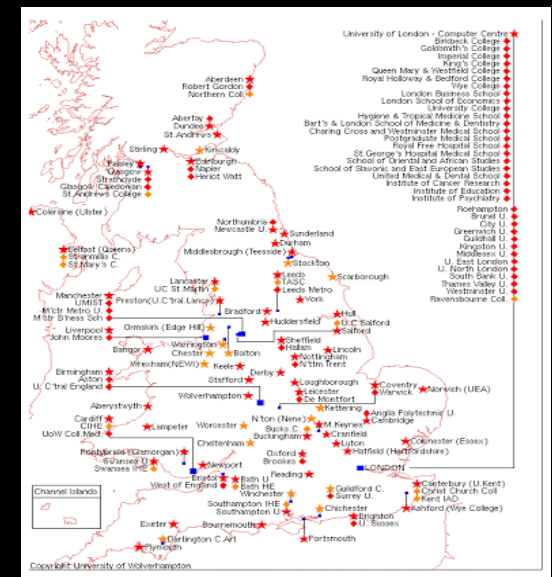 University of London - Computer Centre
Birkbeck College
Goldsmith's College
Imperial College
King's College
Queen Mary & Westfield College
Royal Holloway & Bedford College
Wye College
London Business School
London School of Economics
University College
Hygiene & Tropical Medicine School
Bart's & London School of Medicine & Dentistry
Charing Cross and Westminster Medical School
Postgraduate Medical School
Royal Free Hospital School
St.George's Hospital Medical School
School of Oriental and African Studies
School of Slavonic and East European Studies
United Medical & Dental School
Institute of Cancer Research
Institute of Education
Institute of Psychiatry
Roehampton
Brunel U.
City U.
Greenwich U.
Guildhall U.
Kingston U.
Middlesex U.
U. East London
U. North London
South Bank U.
Thames Valley U.
Westminster U.
Ravensbourne Coll.
Aberdeen
Robert Gordon
Northern Coll
Abertay
Dundee
St.Andrews
Stirling
Kirkcaldy
Paisley
Glasgow
Strathclyde
Glasgow Caledonian
St.Andrews College
Edinburgh
Napier
Heriot Watt
Coleraine (Ulster)
Northumbria
Newcastle U.
Sunderland
Durham
Middlesbrough (Teesside)
Stockton
Belfast (Queens)
Stranmillis C.
St.Mary's C.
Scarborough
Leeds
TASC
Leeds Metro
York
Lancaster
UC St.Martin
Preston(U.C'tral.Lancs)
Manchester
UMIST
M'ctr Metro U.
M'str B'ness Sch
Bradford
Huddersfield
Hull
U.C Salford
Salford
Liverpool
John Moores
Ormskirk (Edge Hill)
Warrington
Chester
Bolton
Sheffield
Hallam
Lincoln
Nottingham
N'ttm Trent
Bangor
Wrexham(NEWI)
Keele
Derby
Stafford
Birmingham
Aston
U. C'tral England
Loughborough
Leicester
De Montfort
Coventry
Warwick
Norwich (UEA)
Wolverhampton
Aberystwyth
Kettering
N'ton (Nene)
Anglia Polytechnic U.
Cambridge
Cardiff
CIHE
UoW Coll.Med.
Lampeter
Worcester
Bucks.C.
Buckingham
M.Keynes
Cranfield
Luton
Colchester (Essex)
Hatfield (Hertfordshire)
Cheltenham
Pontypridd (Glamorgan)
Swansea U
Swansea IHE
Newport
Oxford
Brookes
LONDON
Bristol
West of England
Bath U
Bath HE
Reading
Winchester
Guildford C.
Surrey U.
Canterbury (U.Kent)
Christ Church Coll
Kent IAD
Ashford (Wye College)
Channel Islands
Southampton IHE
Southampton U
Chichester
Exeter
Bournemouth
Brighton
U. Sussex
Dartington C.Art
Plymouth
Portsmouth
Copyright University of Wolverhampton